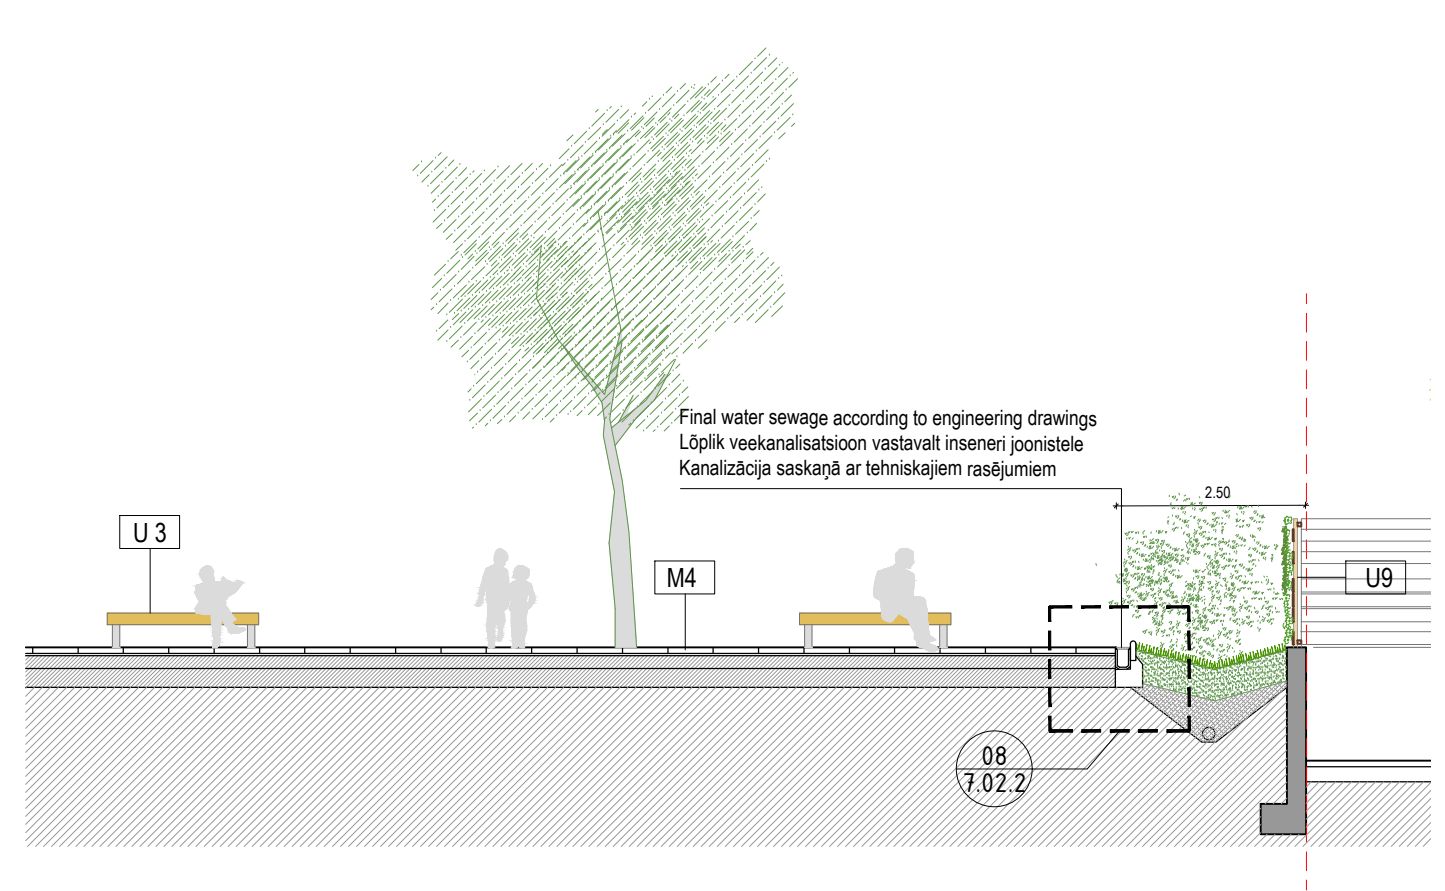 Final water sewage according to engineering drawings
Lõplik veekanalisatsioon vastavalt inseneri joonistele
Kanalizācija saskaņā ar tehniskajiem rasējumiem
2.50
U 3
M4
U9
08
7.02.2